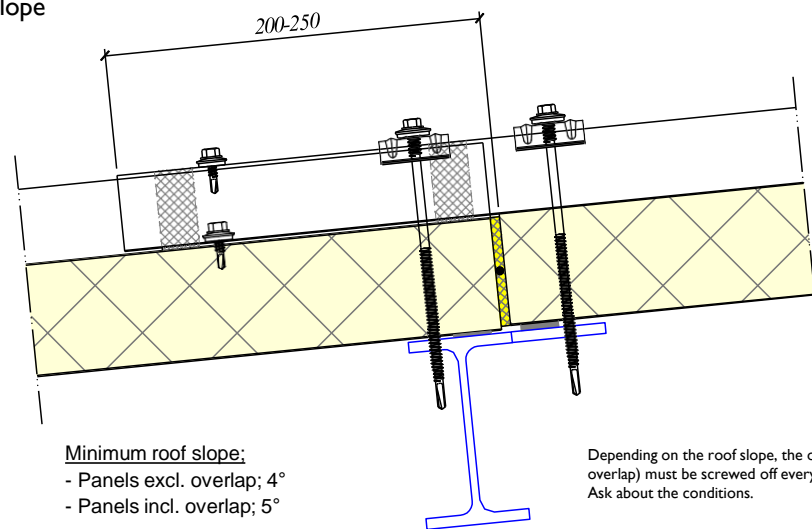 200-250
Minimum roof slope;
- Panels excl. overlap; 4°
- Panels incl. overlap; 5°
Depending on the roof slope, the
overlap) must be screwed off every
Ask about the conditions.